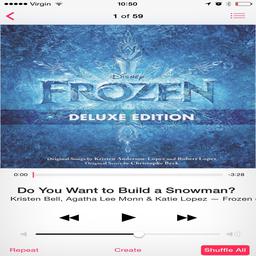 Virgin 10:50
1 of 59
Disney
FROZEN
DELUXE EDITION
Original Songs by Kristen Anderson-Lopez and Robert Lopez
Original Score by Christophe Beck
0:00 -3:28
Do You Want to Build a Snowman?
Kristen Bell, Agatha Lee Monn & Katie Lopez — Frozen
Repeat Create Shuffle All